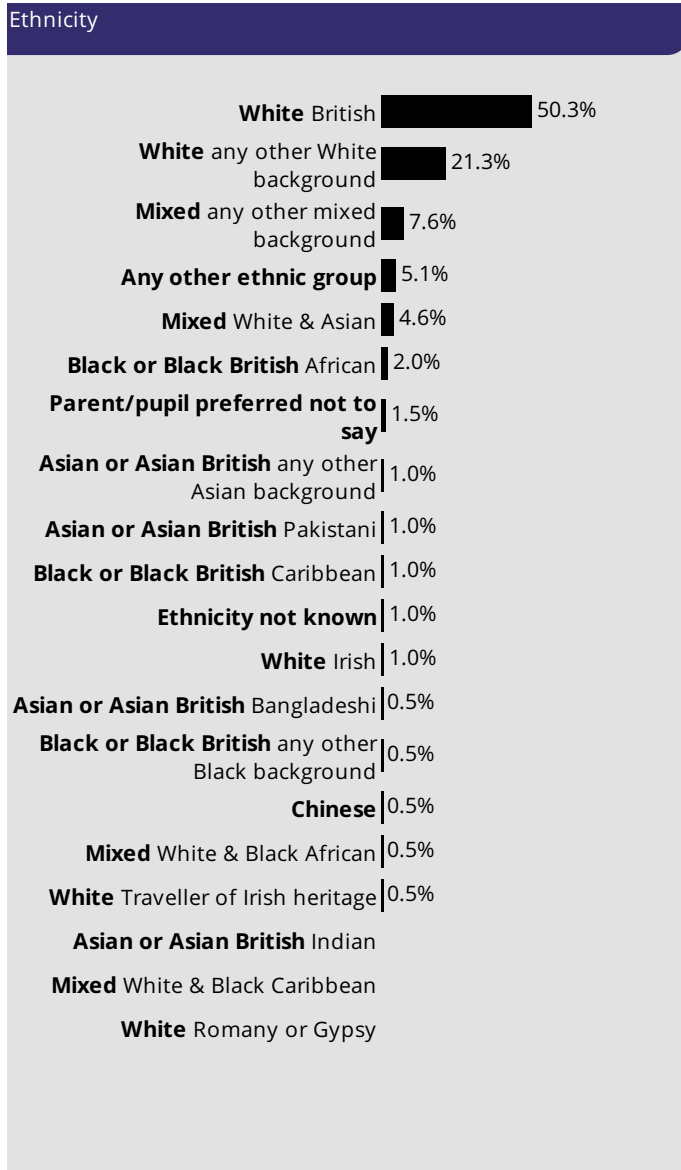 Ethnicity
White British 50.3%
White any other White
background 21.3%
Mixed any other mixed
background 7.6%
Any other ethnic group 5.1%
Mixed White & Asian 4.6%
Black or Black British African 2.0%
Parent/pupil preferred not to
say 1.5%
Asian or Asian British any other
Asian background 1.0%
Asian or Asian British Pakistani 1.0%
Black or Black British Caribbean 1.0%
Ethnicity not known 1.0%
White Irish 1.0%
Asian or Asian British Bangladeshi 0.5%
Black or Black British any other
Black background 0.5%
Chinese 0.5%
Mixed White & Black African 0.5%
White Traveller of Irish heritage 0.5%
Asian or Asian British Indian
Mixed White & Black Caribbean
White Romany or Gypsy